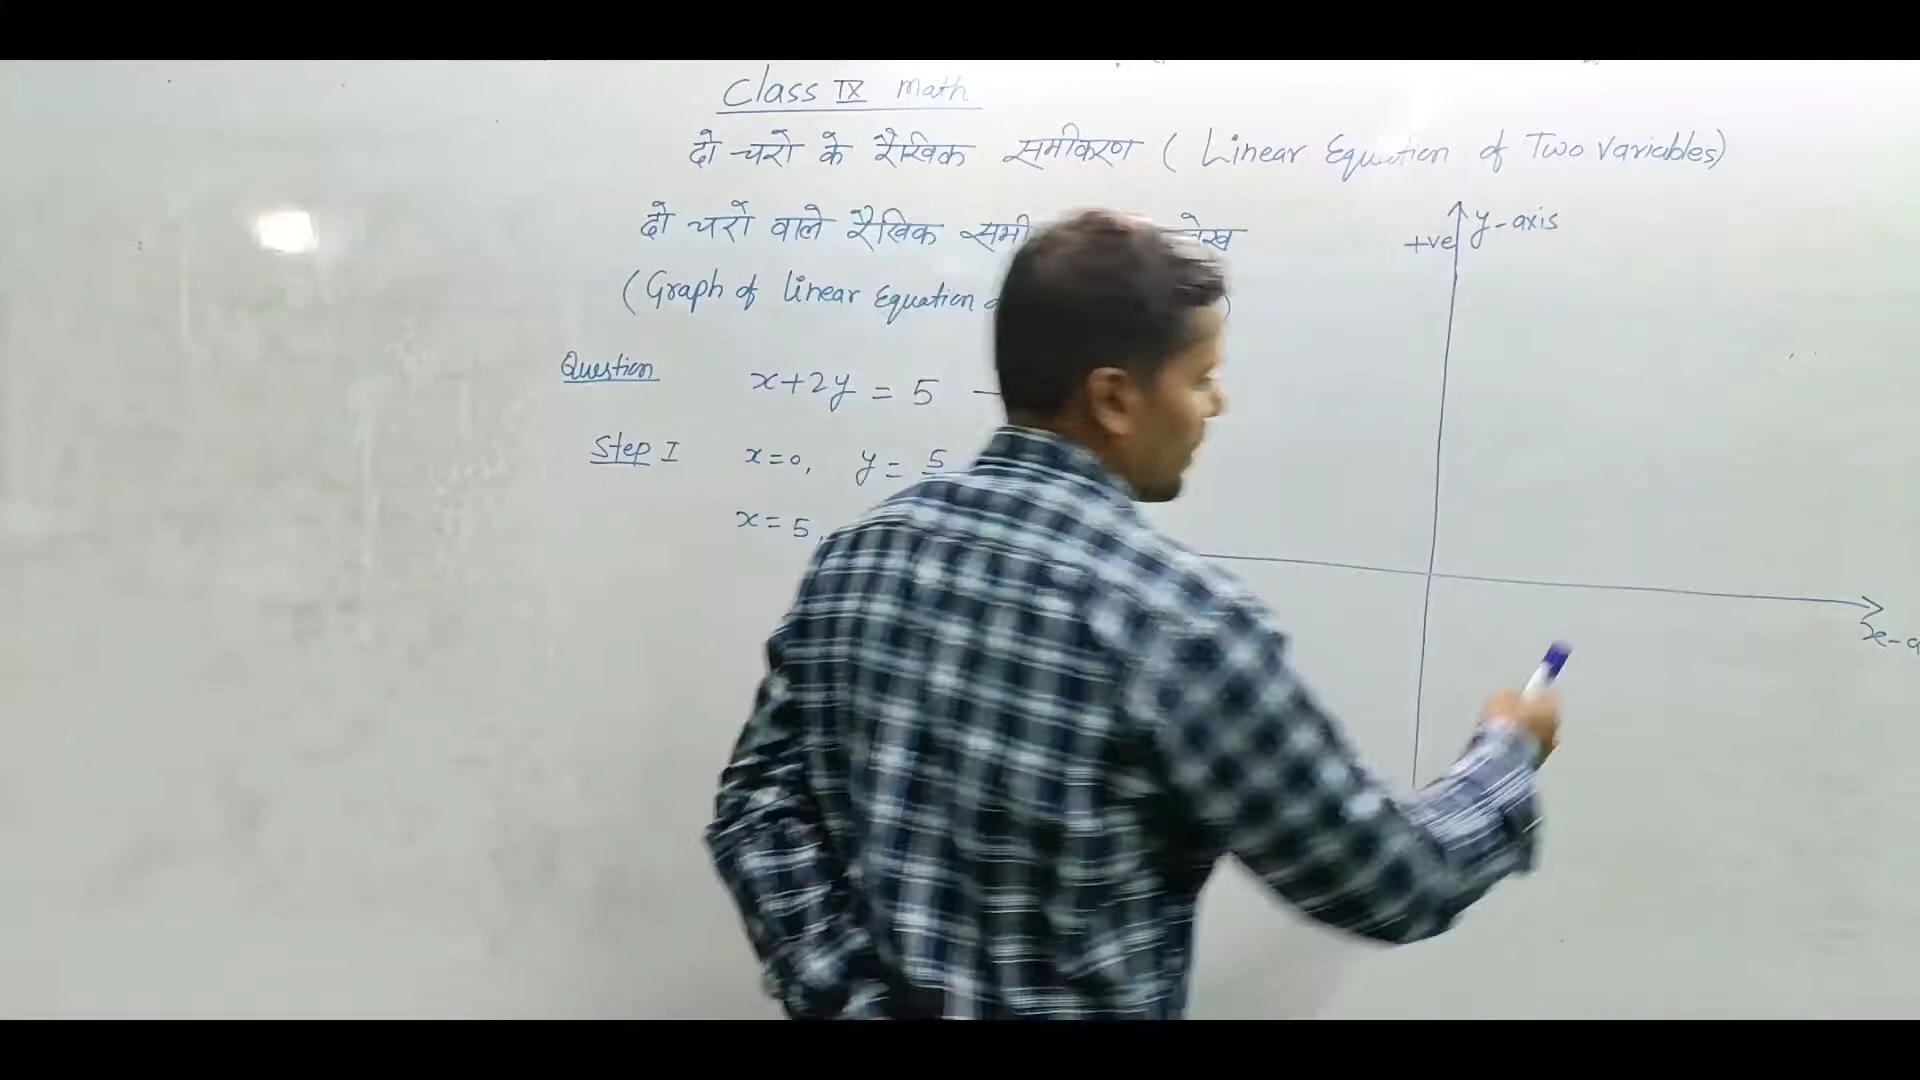 Class IX Math
दो चरो के रैखिक समीकरण ( Linear Equation of Two Variables)
दो चरो वाले रैखिक
(Graph of linear Equation
Question x+2y = 5 —
Step I x=0, y = 5
x=5,
+ve y-axis